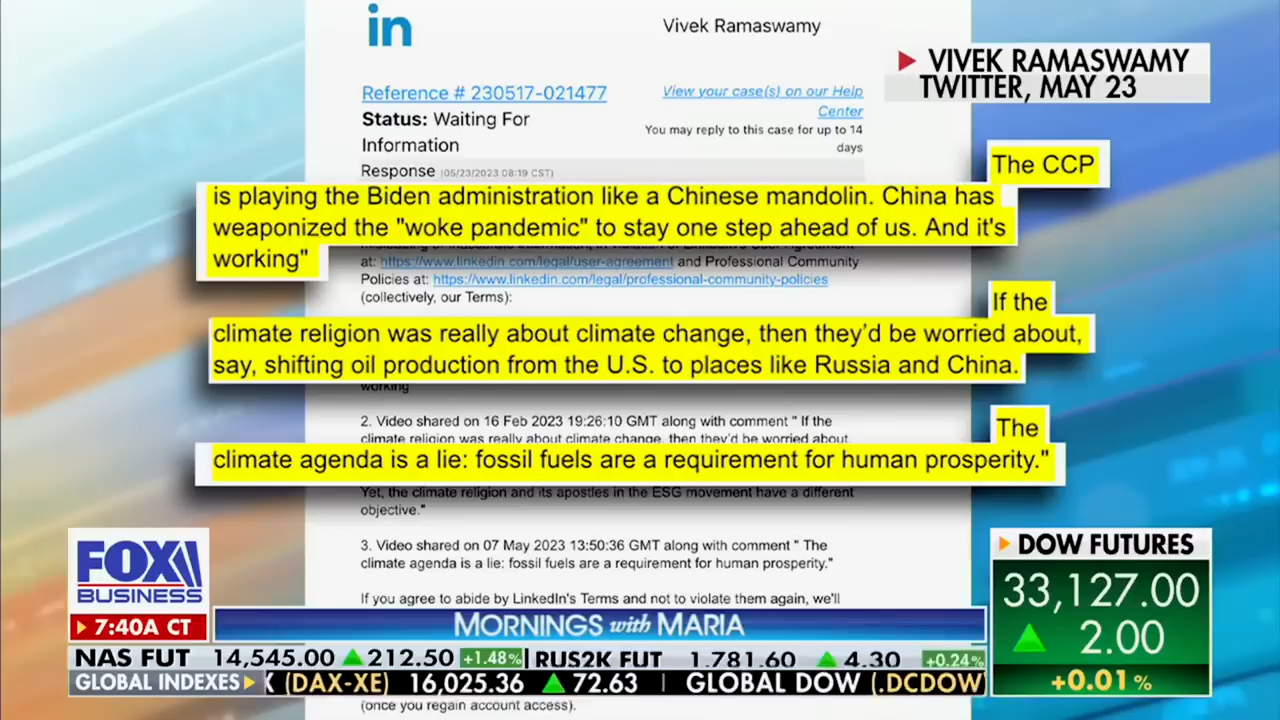 in
Vivek Ramaswamy
VIVEK RAMASWAMY
TWITTER, MAY 23
Reference # 230517-021477
Status: Waiting For
Information
View your case(s) on our Help
Center
You may reply to this case for up to 14
days
Response (05/23/2023 08:19 CST)
The CCP
is playing the Biden administration like a Chinese mandolin. China has
weaponized the "woke pandemic" to stay one step ahead of us. And it's
working"
at: https://www.linkedin.com/legal/user-agreement and Professional Community
Policies at: https://www.linkedin.com/legal/professional-community-policies
(collectively, our Terms):
If the
climate religion was really about climate change, then they'd be worried about,
say, shifting oil production from the U.S. to places like Russia and China.
working
2. Video shared on 16 Feb 2023 19:26:10 GMT along with comment " If the
climate religion was really about climate change, then they'd be worried about,
The
climate agenda is a lie: fossil fuels are a requirement for human prosperity."
Yet, the climate religion and its apostles in the ESG movement have a different
objective."
3. Video shared on 07 May 2023 13:50:36 GMT along with comment " The
climate agenda is a lie: fossil fuels are a requirement for human prosperity."
If you agree to abide by LinkedIn's Terms and not to violate them again, we'll
FOX
BUSINESS
7:40A CT
MORNINGS with MARIA
DOW FUTURES
33,127.00
2.00
+0.01%
NAS FUT 14,545.00 212.50 +1.48% RUS2K FUT 1,781.60 4.30 +0.24%
GLOBAL INDEXES (DAX-XE) 16,025.36 72.63 GLOBAL DOW (.DCDOW
(once you regain account access).